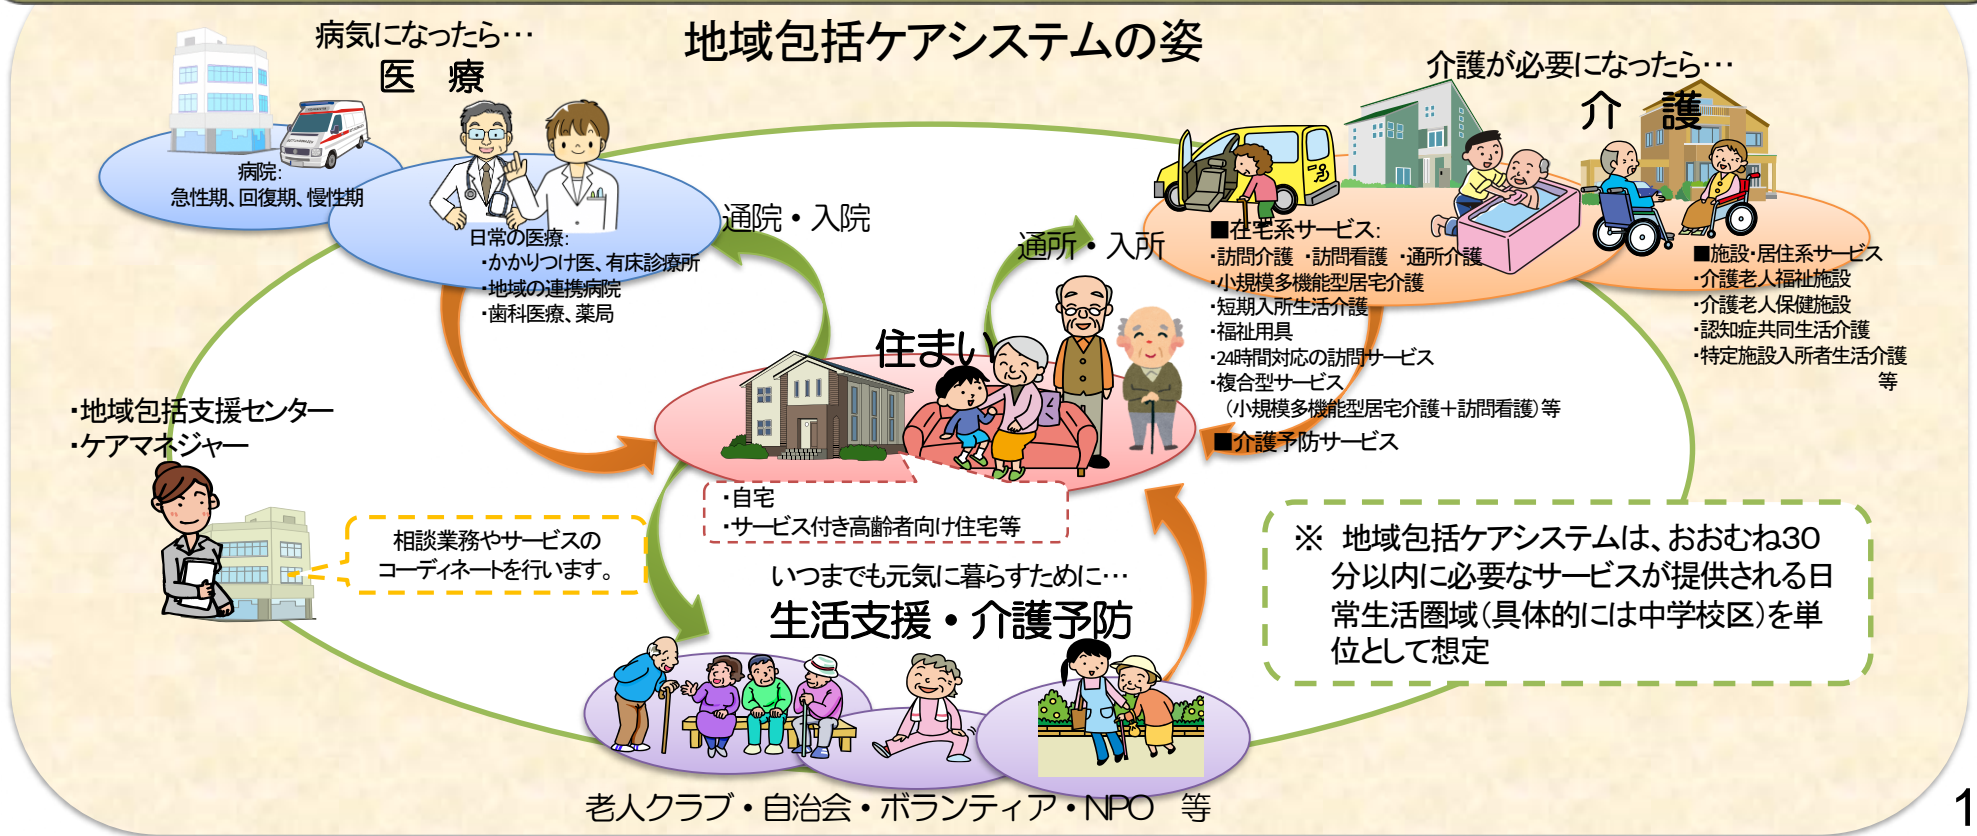 地域包括ケアシステムの姿
病気になったら…
医 療
病院:
急性期、回復期、慢性期
日常の医療:
・かかりつけ医、有床診療所
・地域の連携病院
・歯科医療、薬局
通院・入院
通所・入所
介護が必要になったら…
介 護
■在宅系サービス:
・訪問介護 ・訪問看護 ・通所介護
・小規模多機能型居宅介護
・短期入所生活介護
・福祉用具
・24時間対応の訪問サービス
・複合型サービス
（小規模多機能型居宅介護＋訪問看護）等
■介護予防サービス
■施設・居住系サービス
・介護老人福祉施設
・介護老人保健施設
・認知症共同生活介護
・特定施設入所者生活介護
等
住まい
・自宅
・サービス付き高齢者向け住宅等
・地域包括支援センター
・ケアマネジャー
相談業務やサービスの
コーディネートを行います。
いつまでも元気に暮らすために…
生活支援・介護予防
老人クラブ・自治会・ボランティア・NPO 等
※ 地域包括ケアシステムは、おおむね30
分以内に必要なサービスが提供される日
常生活圏域（具体的には中学校区）を単
位として想定
1